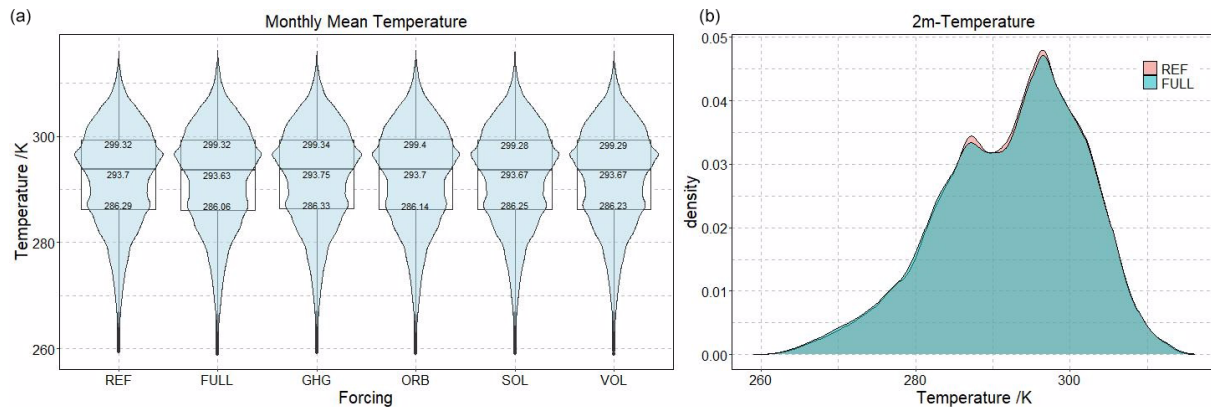 (a)
Monthly Mean Temperature
Temperature /K
300
280
260
299.32 299.32 299.34 299.4 299.28 299.29
293.7 293.63 293.75 293.7 293.67 293.67
286.29 286.06 286.33 286.14 286.25 286.23
REF FULL GHG ORB SOL VOL
Forcing
(b)
2m-Temperature
density
0.05
0.04
0.03
0.02
0.01
0.00
REF
FULL
260 280 300
Temperature /K